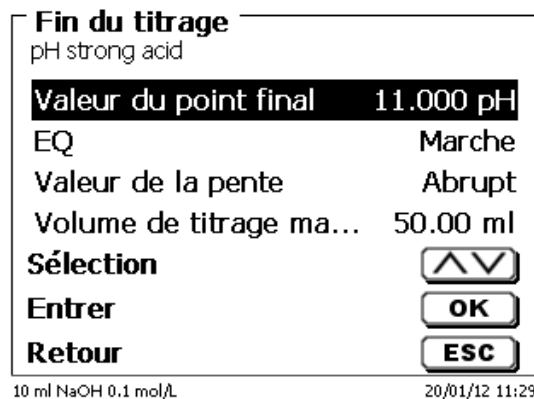 Fin du titrage
pH strong acid
Valeur du point final 11.000 pH
EQ Marche
Valeur de la pente Abrupt
Volume de titrage ma... 50.00 ml
Sélection
Entrer OK
Retour ESC
10 ml NaOH 0.1 mol/L 20/01/12 11:29